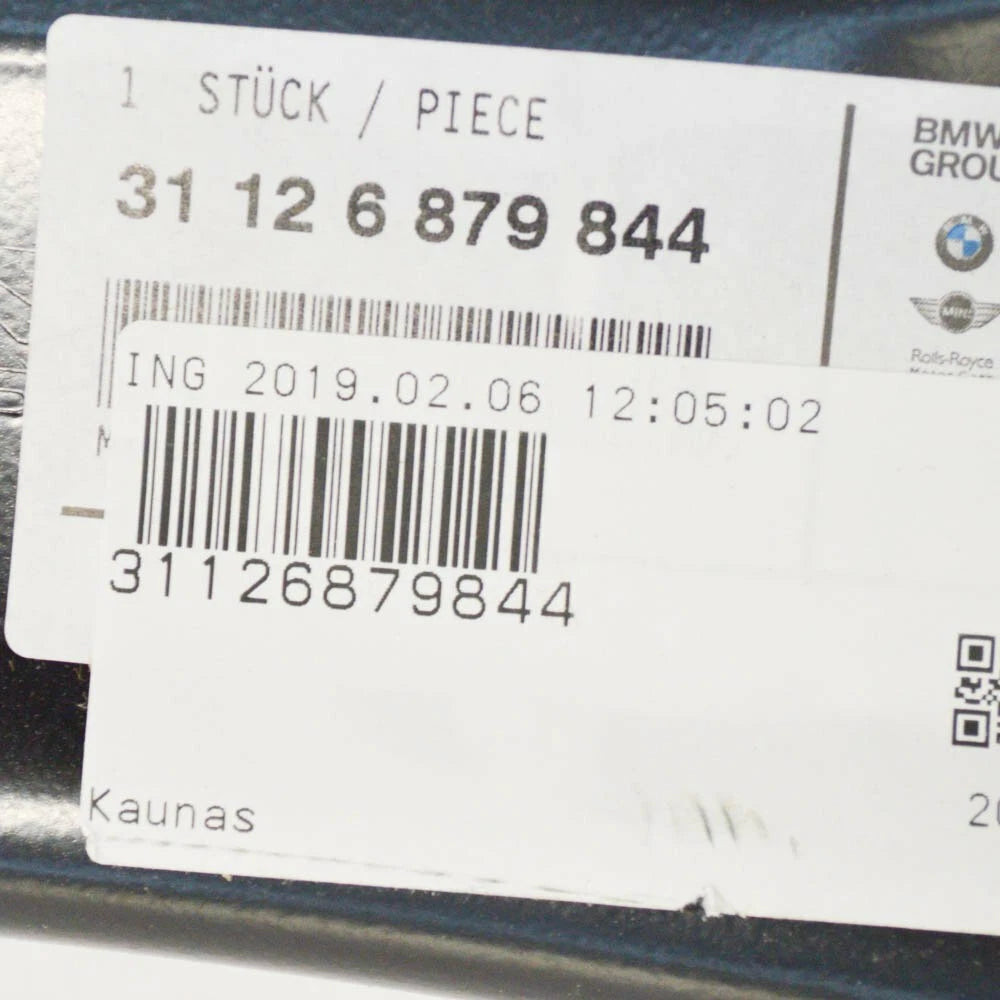 1 STÜCK / PIECE
31 12 6 879 844
BMW
GROU
MINI
Rolls-Royce
ING 2019.02.06 12:05:02
31126879844
Kaunas
20